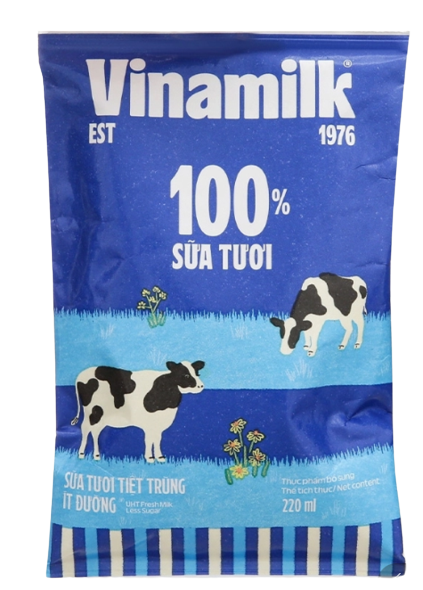 Vinamilk®
EST 1976
100%
SỮA TƯƠI
SỮA TƯƠI TIỆT TRÙNG
ÍT ĐƯỜNG
UHT Fresh Milk
Less Sugar
Thực phẩm bổ sung
Thể tích thực/ Net content:
220 ml